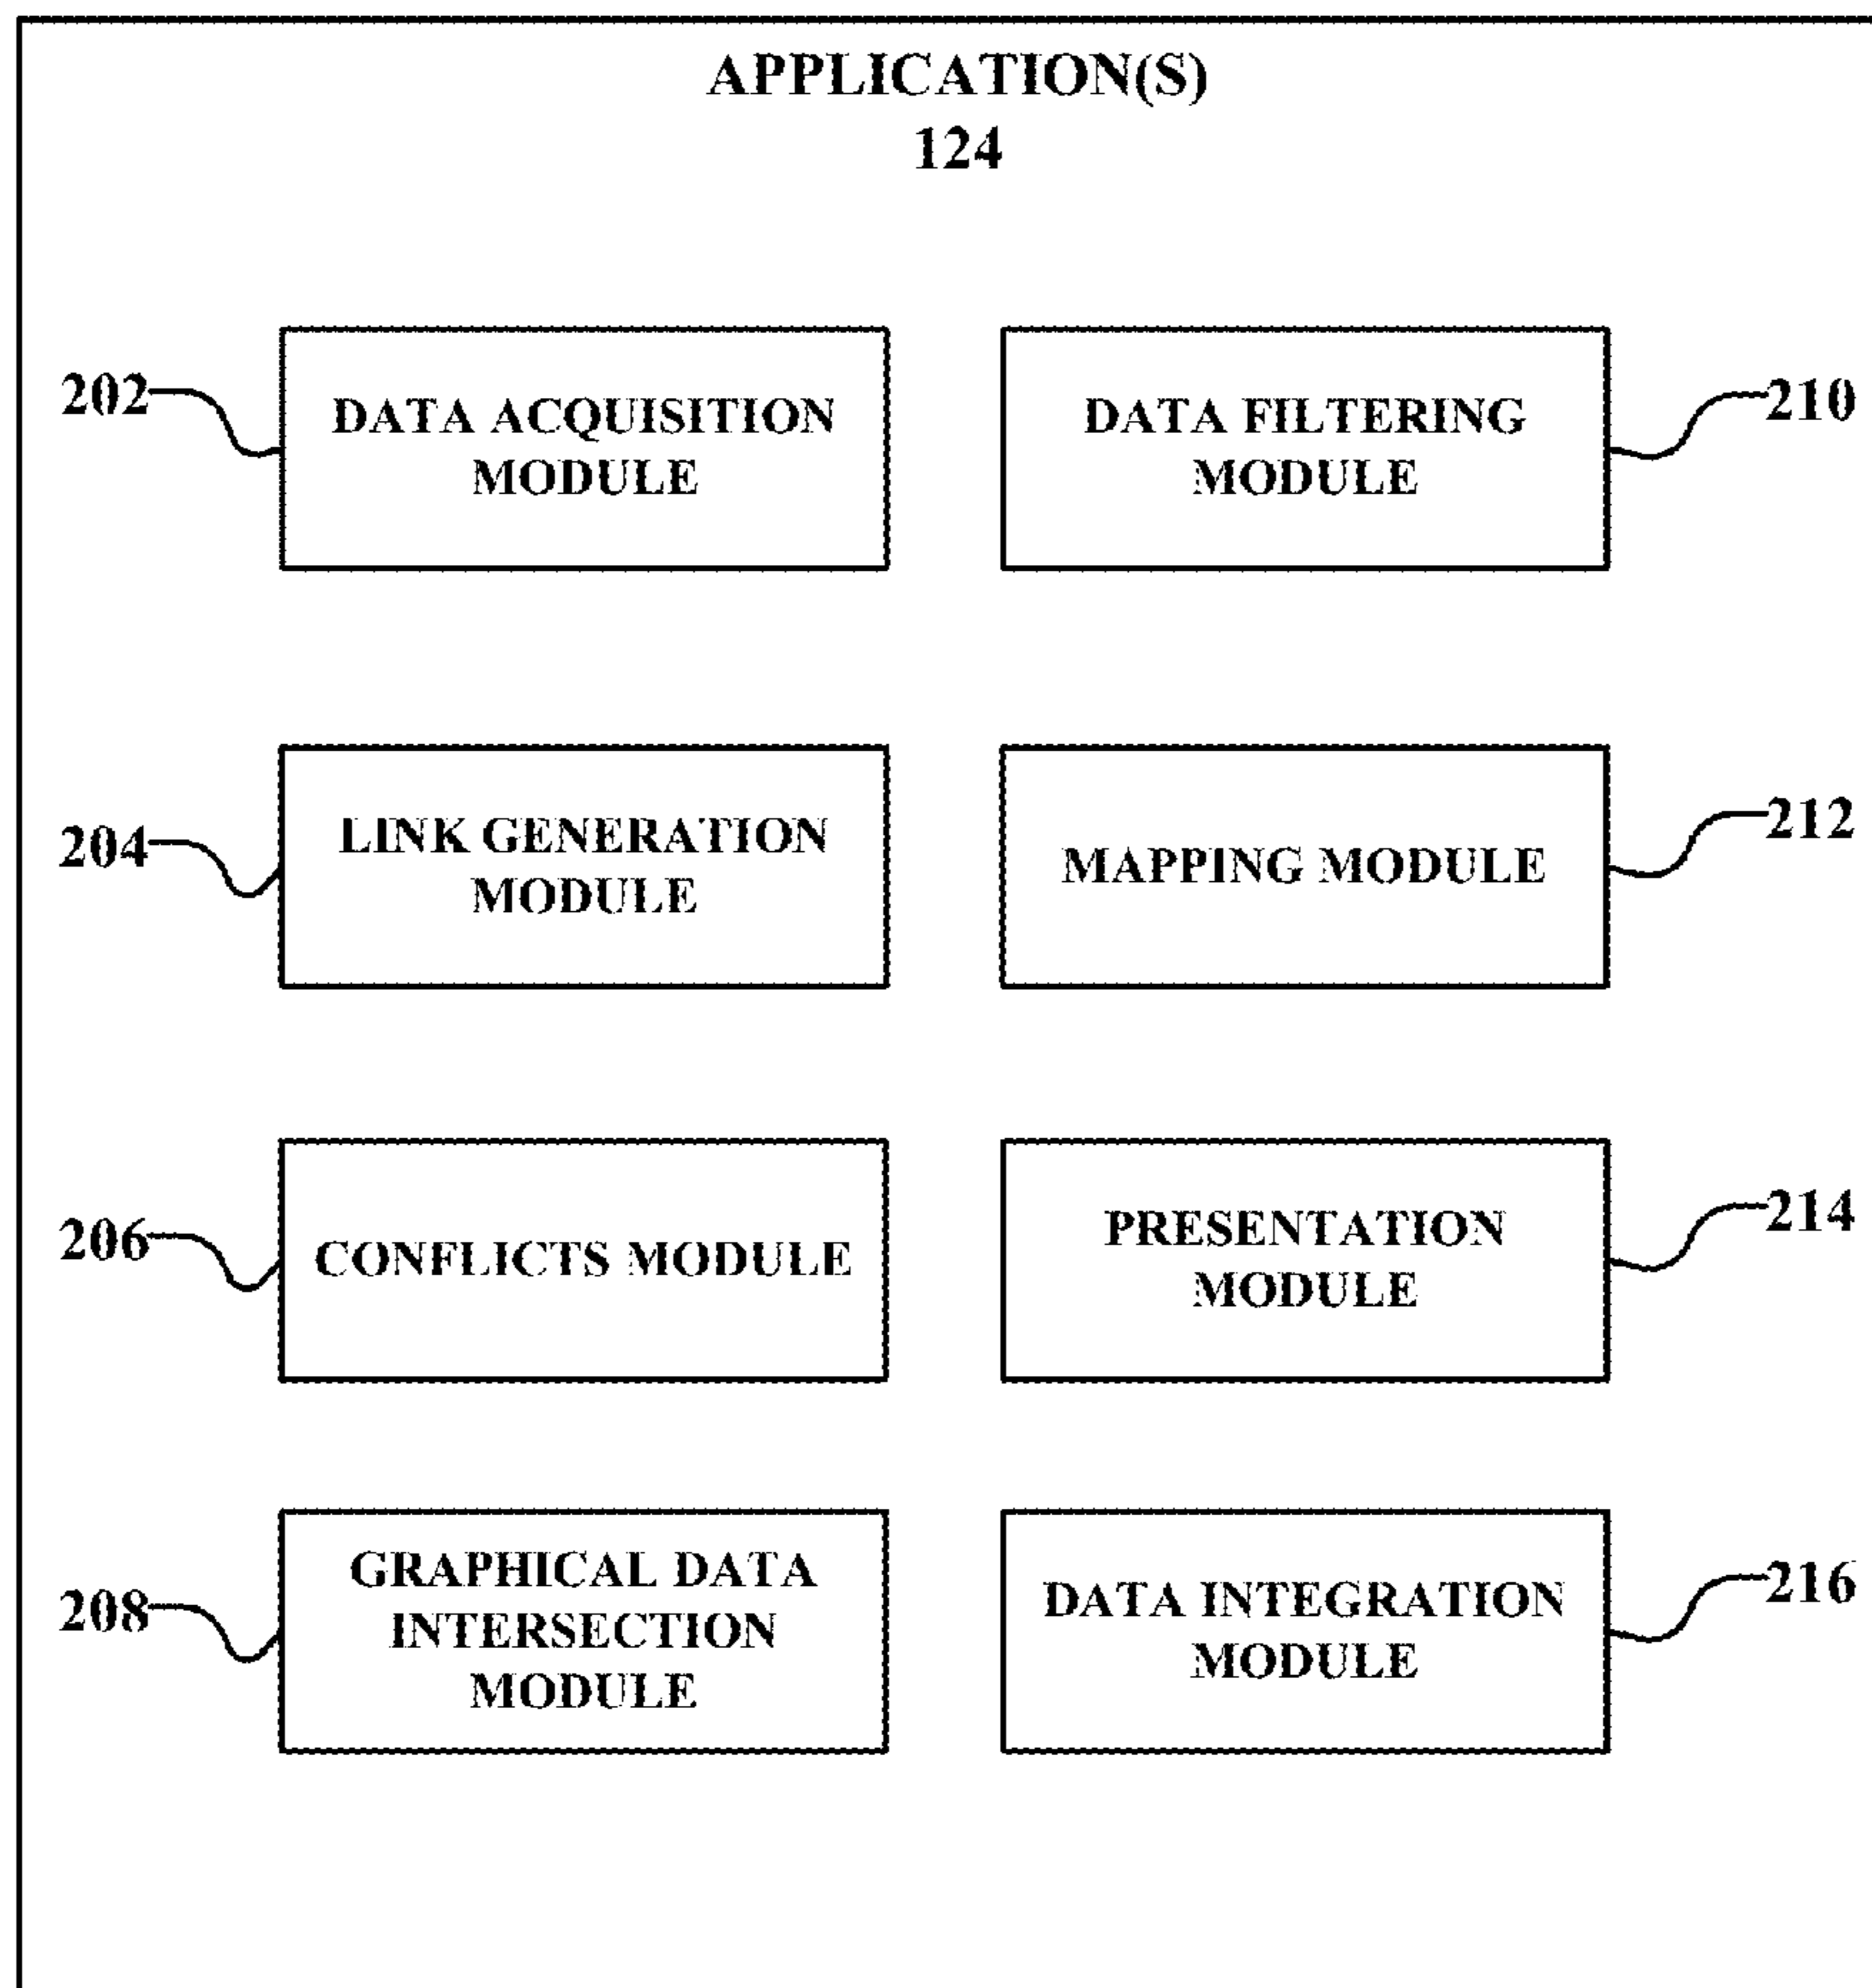 APPLICATION(S)
124
202
DATA ACQUISITION
MODULE
DATA FILTERING
MODULE
210
204
LINK GENERATION
MODULE
MAPPING MODULE
212
206
CONFLICTS MODULE
PRESENTATION
MODULE
214
208
GRAPHICAL DATA
INTERSECTION
MODULE
DATA INTEGRATION
MODULE
216